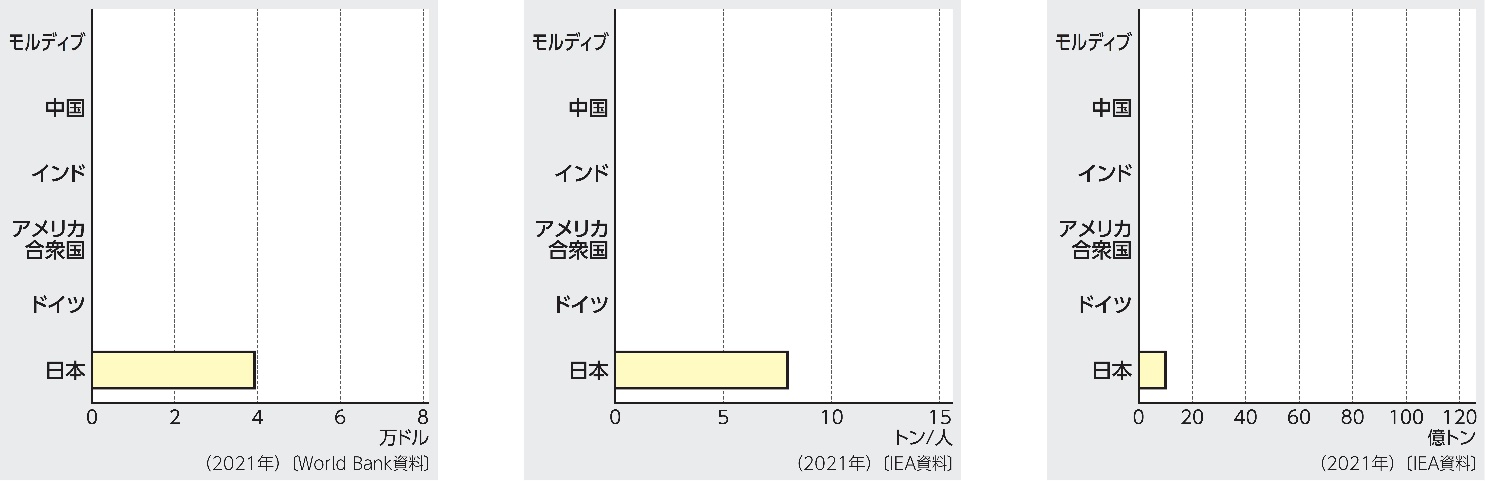 モルディブ
中国
インド
アメリカ
合衆国
ドイツ
日本
0 2 4 6 8
万ドル
(2021年)〔World Bank資料〕
モルディブ
中国
インド
アメリカ
合衆国
ドイツ
日本
0 5 10 15
トン/人
(2021年)〔IEA資料〕
モルディブ
中国
インド
アメリカ
合衆国
ドイツ
日本
0 20 40 60 80 100 120
億トン
(2021年)〔IEA資料〕